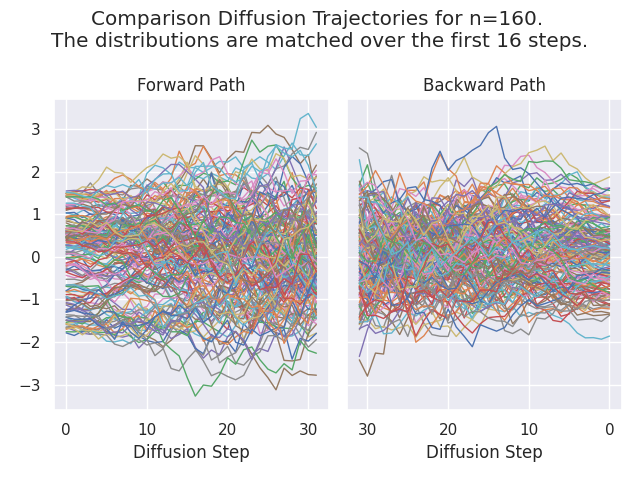 Comparison Diffusion Trajectories for n=160.
The distributions are matched over the first 16 steps.
Forward Path
Backward Path
3
2
1
0
−1
−2
−3
0 10 20 30
30 20 10 0
Diffusion Step
Diffusion Step